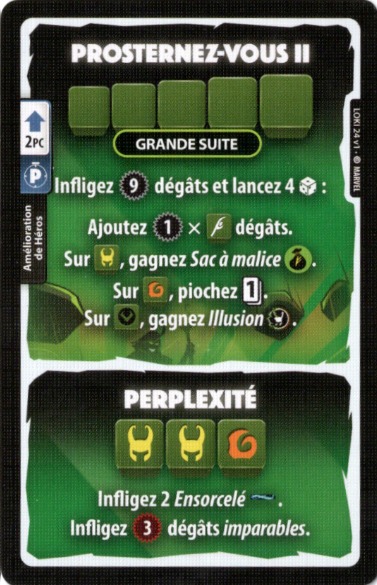 PROSTERNEZ-VOUS II
GRANDE SUITE
2PC
P
Amélioration
de Héros
LOKI 24 v1 • © MARVEL
Infligez 9 dégâts et lancez 4 :
Ajoutez 1 × dégâts.
Sur , gagnez Sac à malice .
Sur , piochez 1.
Sur , gagnez Illusion .
PERPLEXITÉ
Infligez 2 Ensorcelé .
Infligez 3 dégâts imparables.